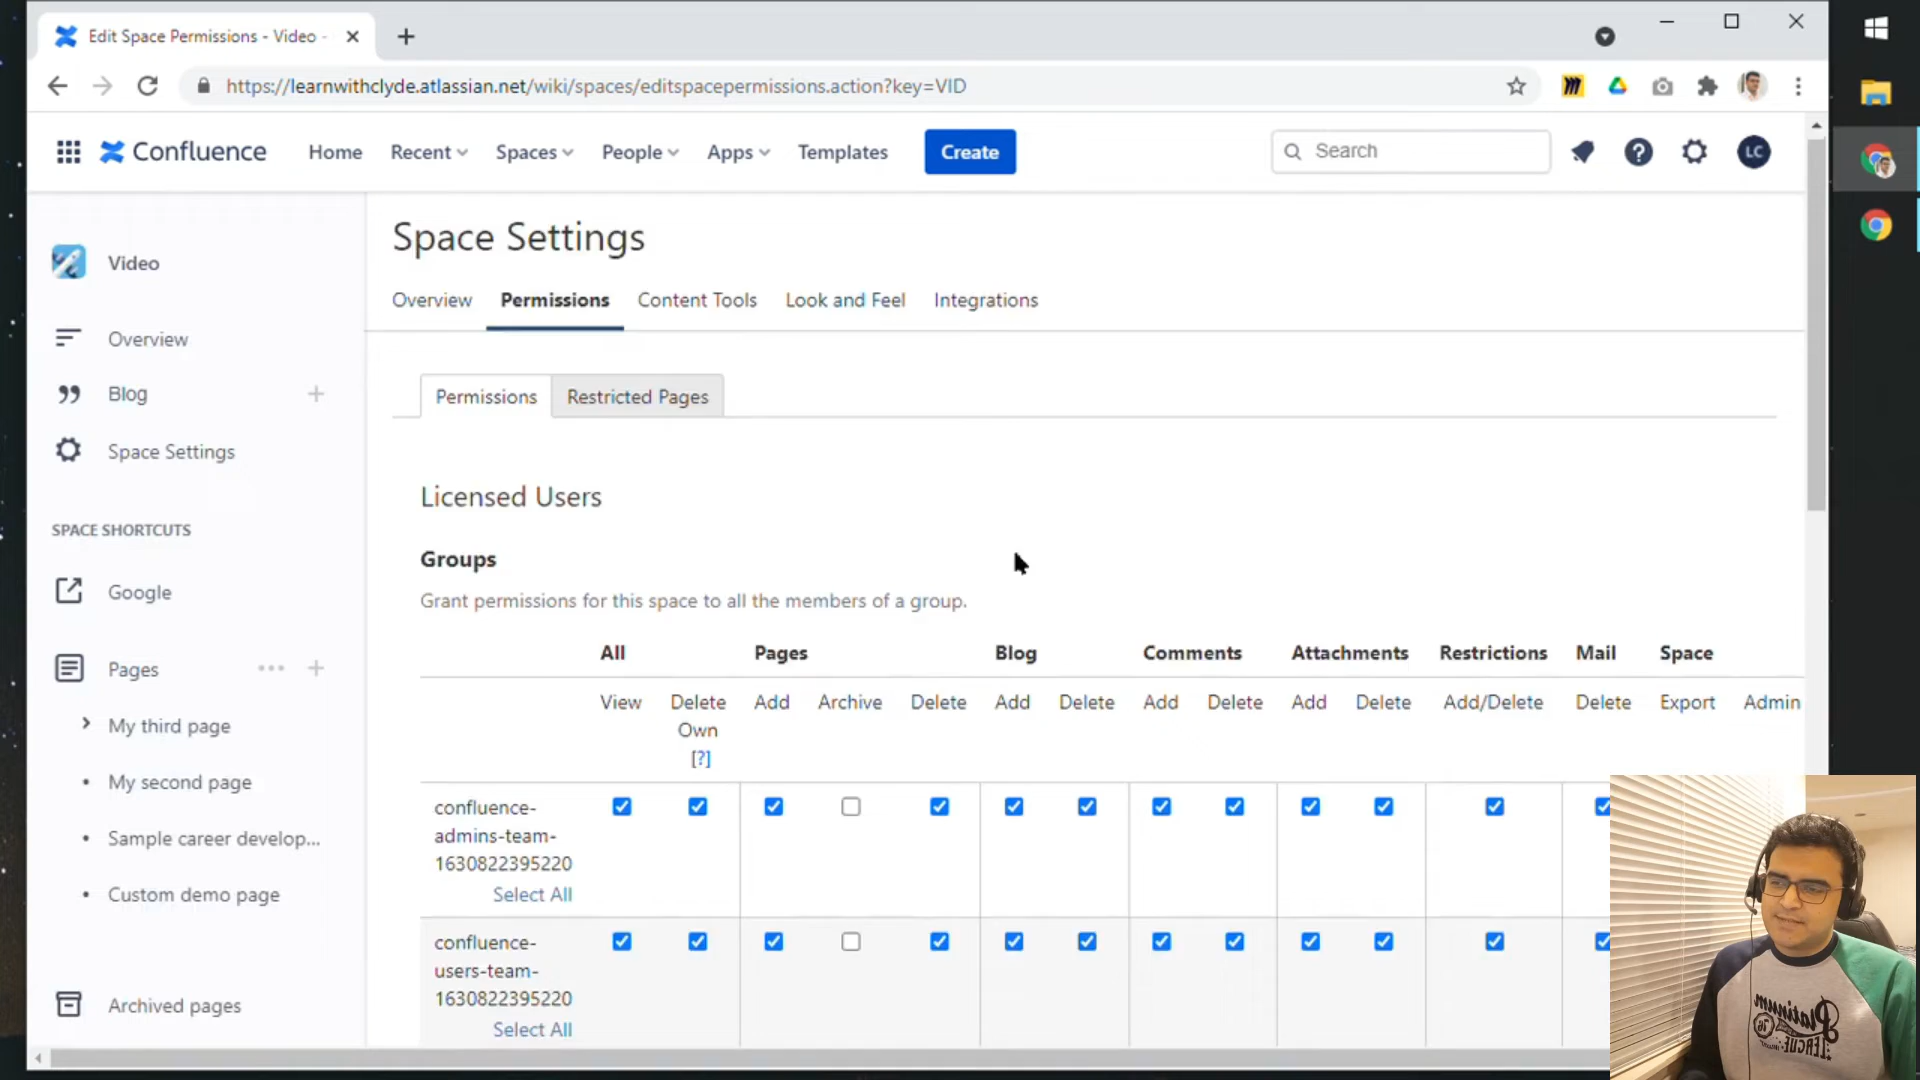 Edit Space Permissions - Video -
https://learnwithclyde.atlassian.net/wiki/spaces/editspacepermissions.action?key=VID
Confluence Home Recent Spaces People Apps Templates Create Search LC
Space Settings
Video
Overview Permissions Content Tools Look and Feel Integrations
Overview
Blog
Space Settings
Permissions Restricted Pages
Licensed Users
SPACE SHORTCUTS
Groups
Google
Grant permissions for this space to all the members of a group.
Pages
All Pages Blog Comments Attachments Restrictions Mail Space
View Delete Add Archive Delete Add Delete Add Delete Add Delete Add/Delete Delete Export Admin
Own
[?]
My third page
My second page
Sample career develop...
Custom demo page
Archived pages
confluence-
admins-team-
1630822395220
Select All
confluence-
users-team-
1630822395220
Select All
Platinum
76
LEAGUE